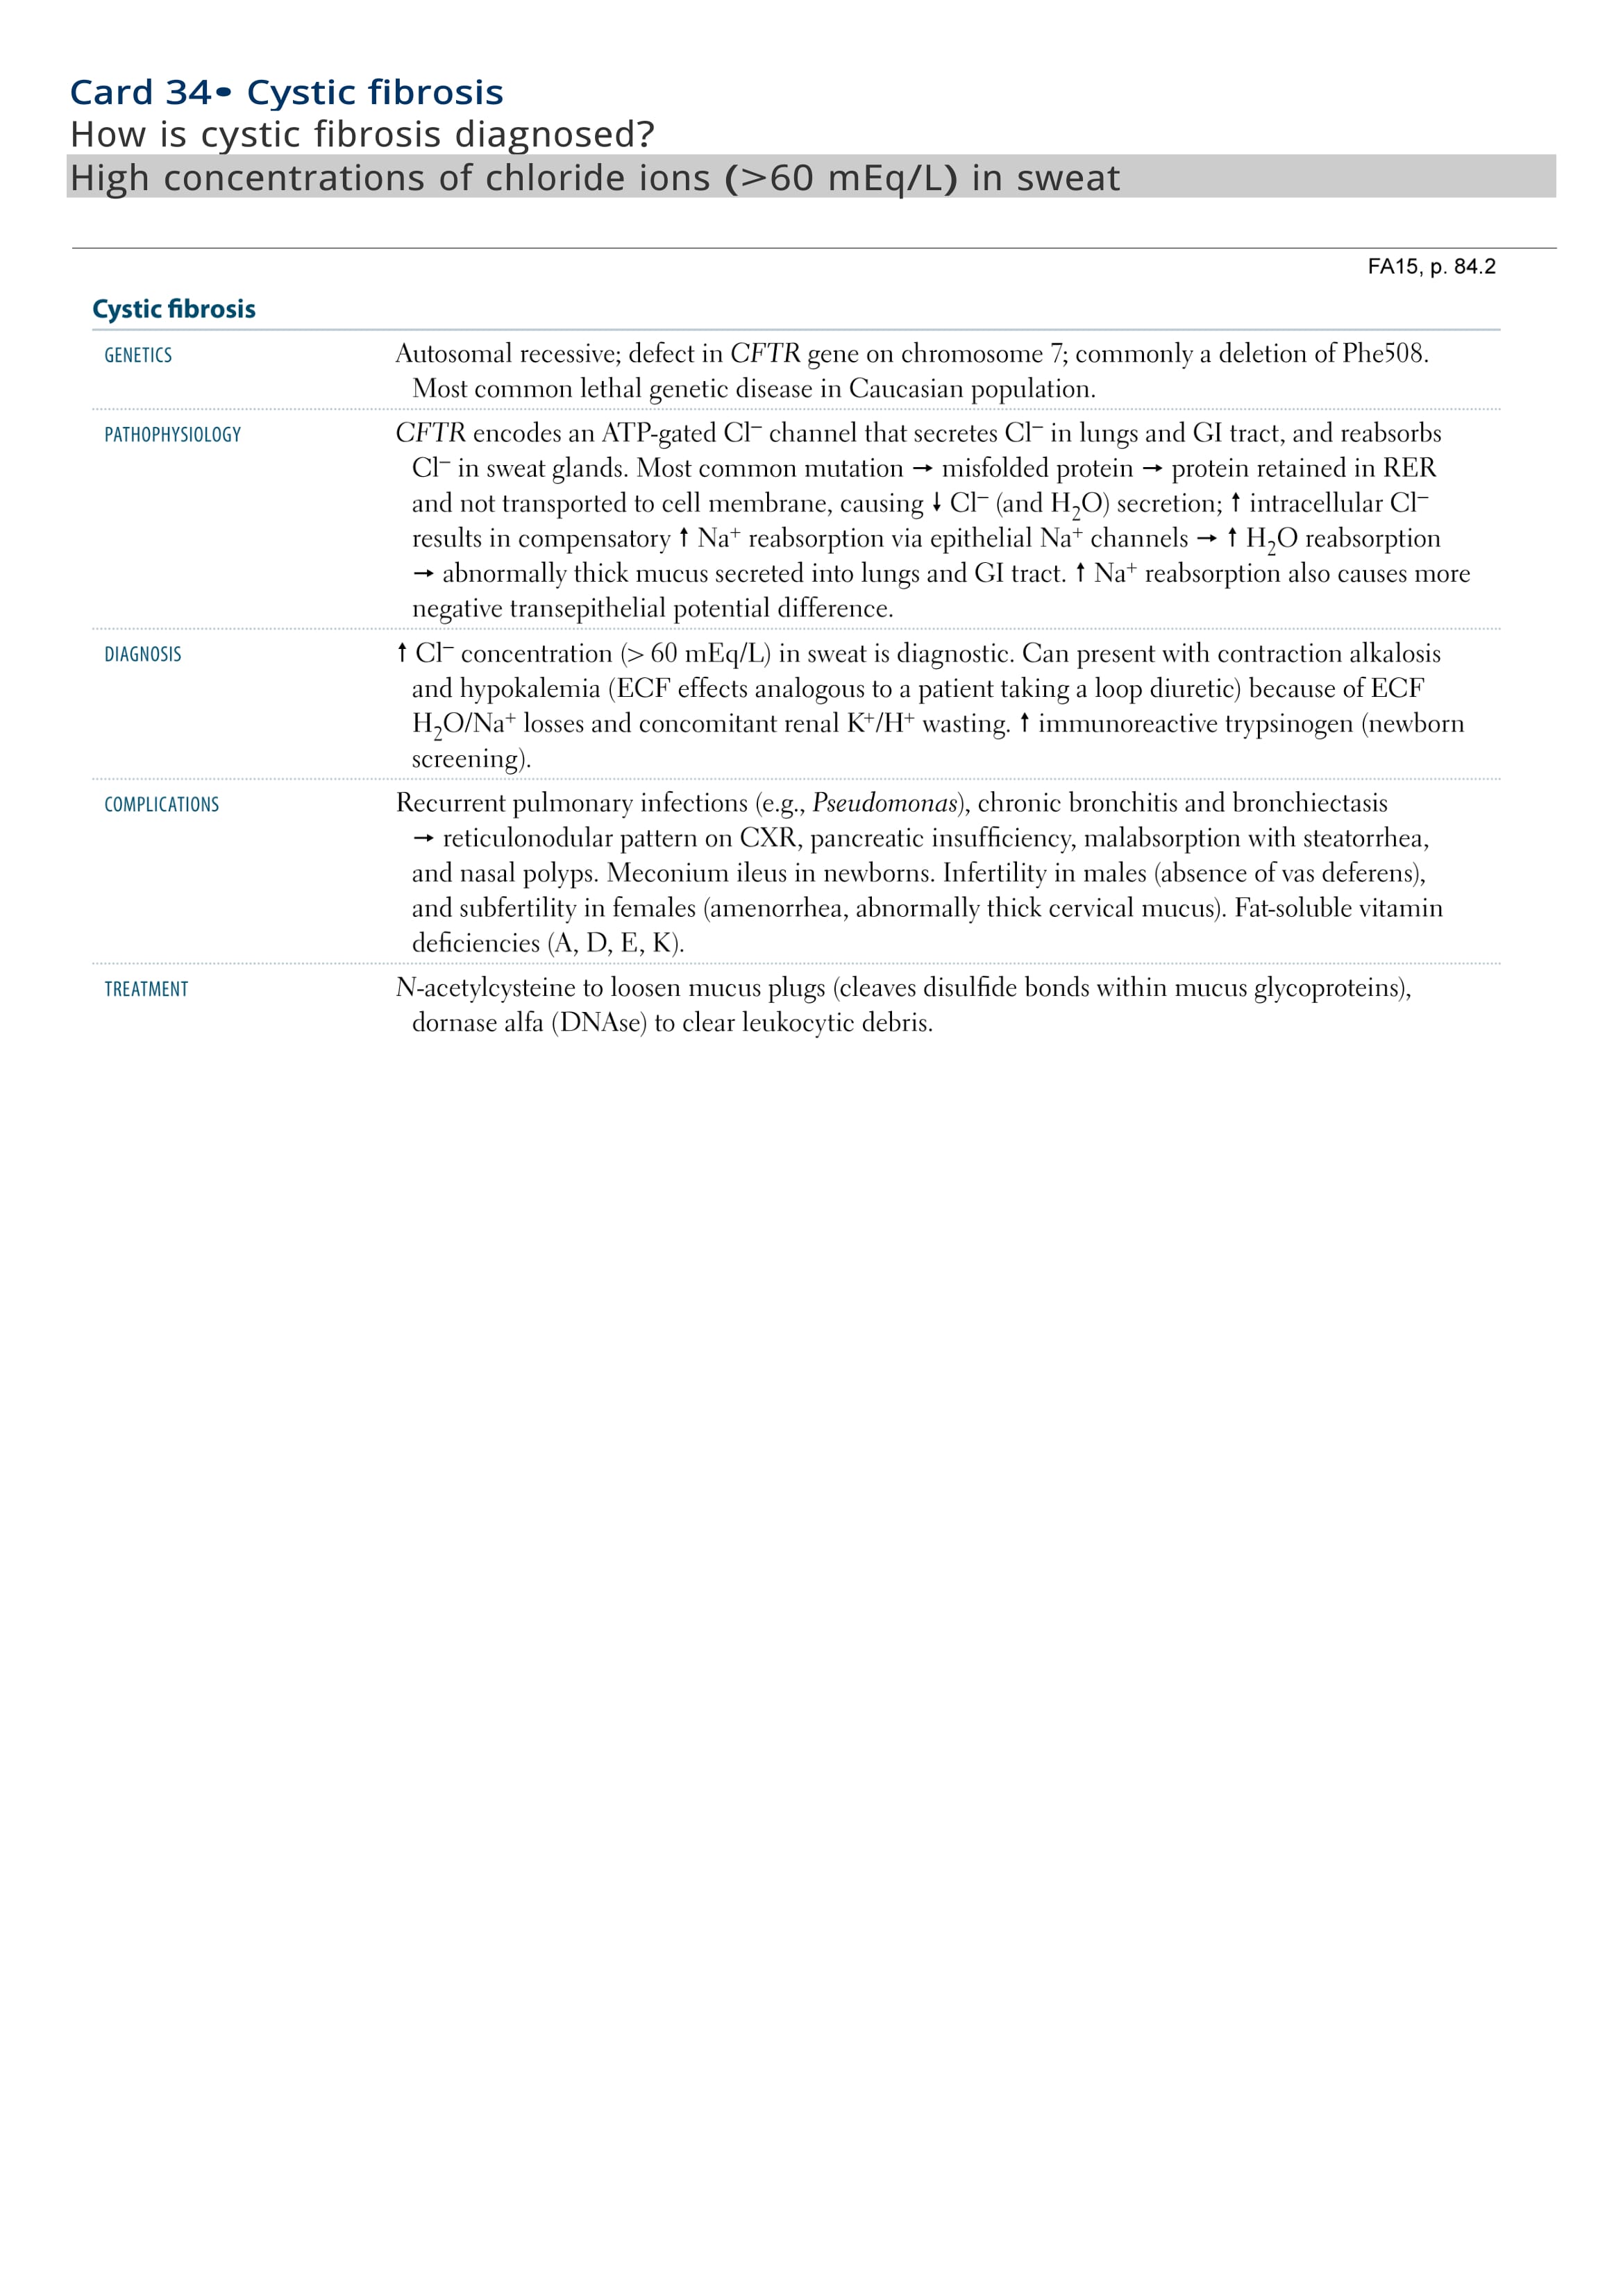 Card 34• Cystic fibrosis
How is cystic fibrosis diagnosed?
High concentrations of chloride ions (>60 mEq/L) in sweat
FA15, p. 84.2
Cystic fibrosis
GENETICS
Autosomal recessive; defect in CFTR gene on chromosome 7; commonly a deletion of Phe508.
Most common lethal genetic disease in Caucasian population.
PATHOPHYSIOLOGY
CFTR encodes an ATP-gated Cl⁻ channel that secretes Cl⁻ in lungs and GI tract, and reabsorbs
Cl⁻ in sweat glands. Most common mutation → misfolded protein → protein retained in RER
and not transported to cell membrane, causing ↓ Cl⁻ (and H₂O) secretion; ↑ intracellular Cl⁻
results in compensatory ↑ Na⁺ reabsorption via epithelial Na⁺ channels → ↑ H₂O reabsorption
→ abnormally thick mucus secreted into lungs and GI tract. ↑ Na⁺ reabsorption also causes more
negative transepithelial potential difference.
DIAGNOSIS
↑ Cl⁻ concentration (> 60 mEq/L) in sweat is diagnostic. Can present with contraction alkalosis
and hypokalemia (ECF effects analogous to a patient taking a loop diuretic) because of ECF
H₂O/Na⁺ losses and concomitant renal K⁺/H⁺ wasting. ↑ immunoreactive trypsinogen (newborn
screening).
COMPLICATIONS
Recurrent pulmonary infections (e.g., Pseudomonas), chronic bronchitis and bronchiectasis
→ reticulonodular pattern on CXR, pancreatic insufficiency, malabsorption with steatorrhea,
and nasal polyps. Meconium ileus in newborns. Infertility in males (absence of vas deferens),
and subfertility in females (amenorrhea, abnormally thick cervical mucus). Fat-soluble vitamin
deficiencies (A, D, E, K).
TREATMENT
N-acetylcysteine to loosen mucus plugs (cleaves disulfide bonds within mucus glycoproteins),
dornase alfa (DNAse) to clear leukocytic debris.